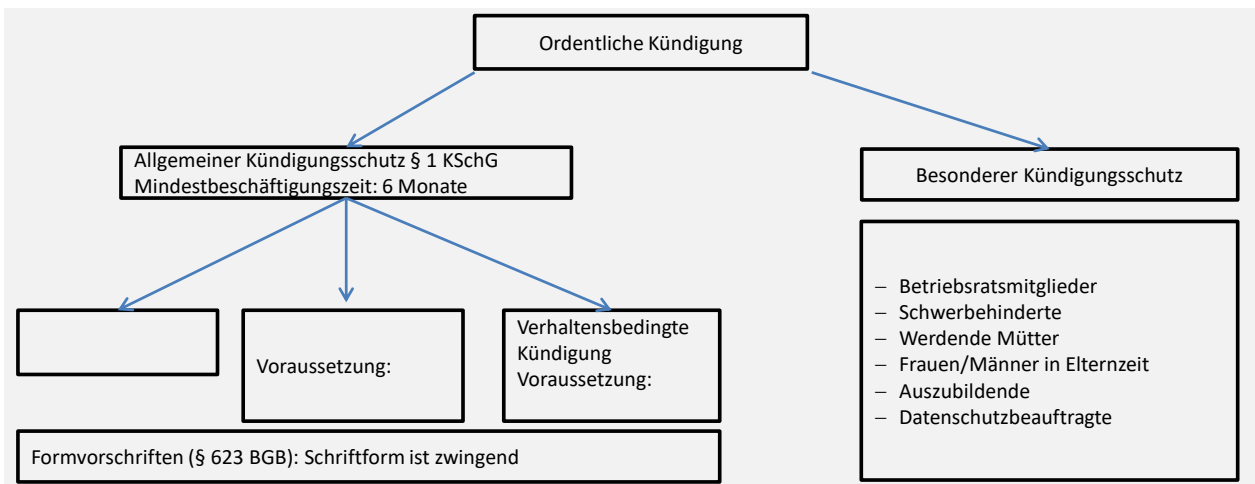 Ordentliche Kündigung
Allgemeiner Kündigungsschutz § 1 KSchG
Mindestbeschäftigungszeit: 6 Monate
Besonderer Kündigungsschutz
Voraussetzung:
Verhaltensbedingte
Kündigung
Voraussetzung:
– Betriebsratsmitglieder
– Schwerbehinderte
– Werdende Mütter
– Frauen/Männer in Elternzeit
– Auszubildende
– Datenschutzbeauftragte
Formvorschriften (§ 623 BGB): Schriftform ist zwingend